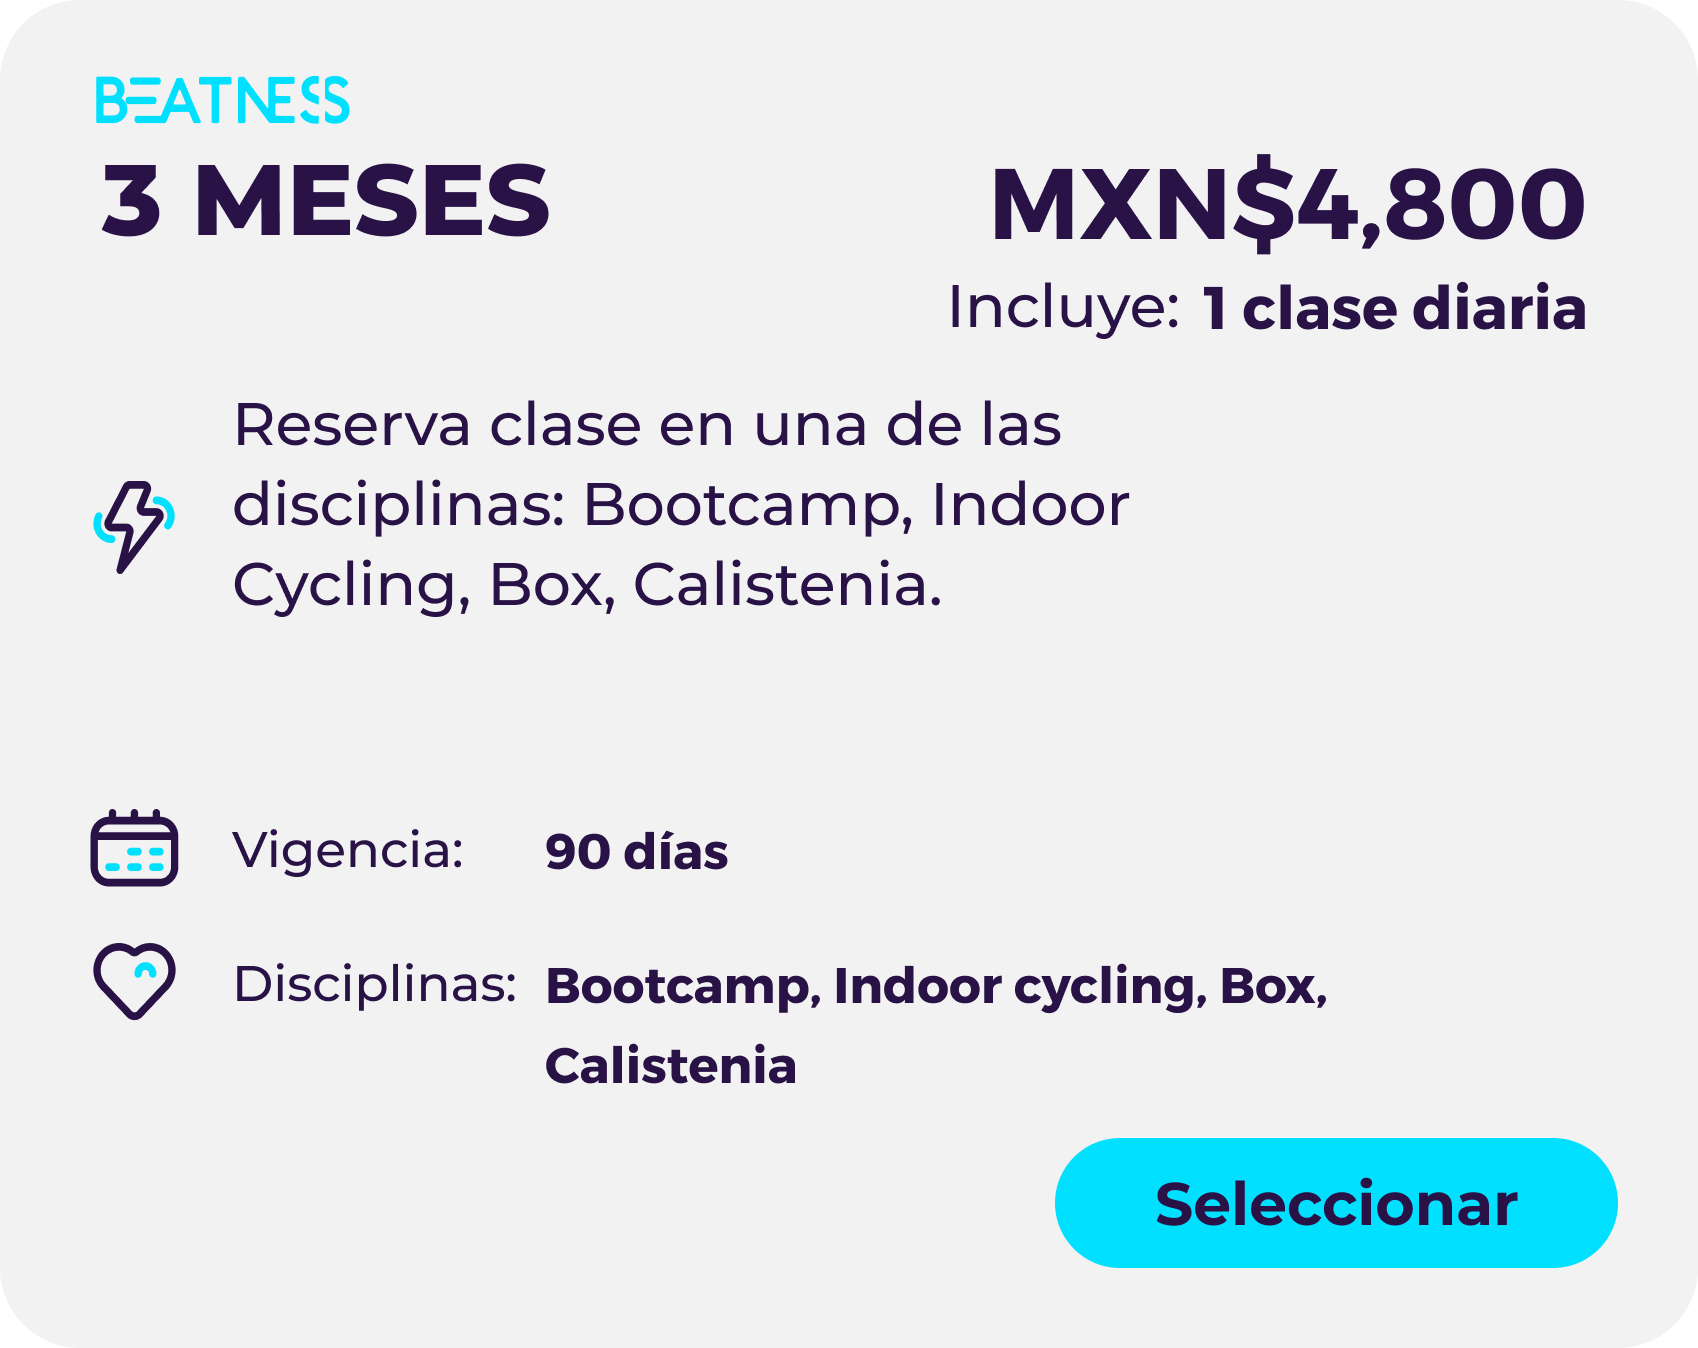 BEATNESS
3 MESES
MXN$4,800
Incluye: 1 clase diaria
Reserva clase en una de las
disciplinas: Bootcamp, Indoor
Cycling, Box, Calistenia.
Vigencia: 90 días
Disciplinas: Bootcamp, Indoor cycling, Box,
Calistenia
Seleccionar